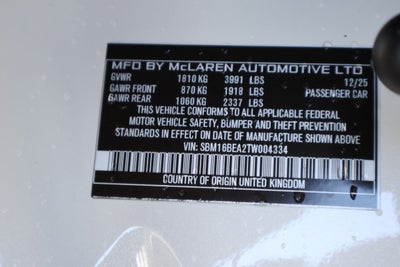 MFD BY McLAREN AUTOMOTIVE LTD
GVWR 1810 KG 3991 LBS 12/25
GAWR FRONT 870 KG 1918 LBS PASSENGER CAR
GAWR REAR 1060 KG 2337 LBS
THIS VEHICLE CONFORMS TO ALL APPLICABLE FEDERAL
MOTOR VEHICLE SAFETY, BUMPER AND THEFT PREVENTION
STANDARDS IN EFFECT ON DATE OF MANUFACTURE SHOWN ABOVE.
VIN: SBM16BEA2TW004334
COUNTRY OF ORIGIN UNITED KINGDOM